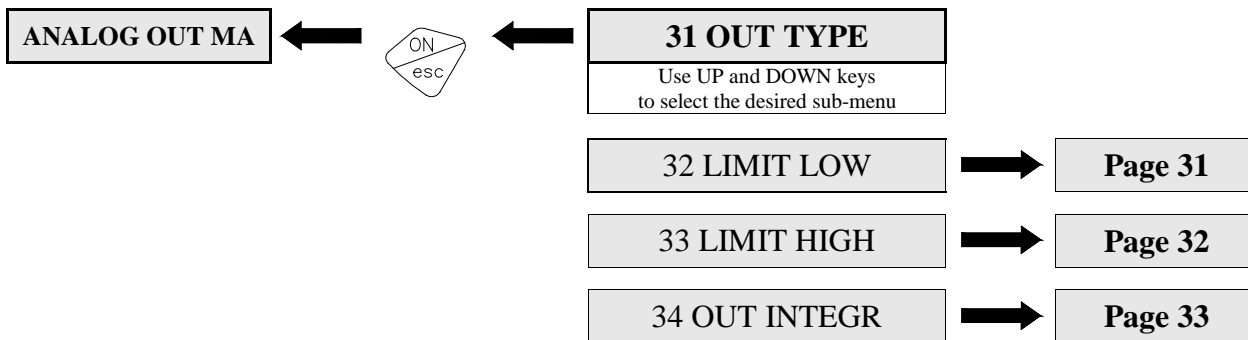 ANALOG OUT MA
ON
esc
31 OUT TYPE
Use UP and DOWN keys
to select the desired sub-menu
32 LIMIT LOW
Page 31
33 LIMIT HIGH
Page 32
34 OUT INTEGR
Page 33